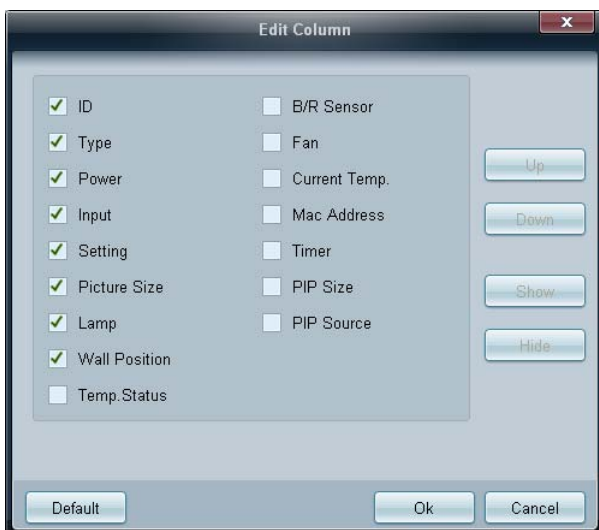 Edit Column
x
ID
Type
Power
Input
Setting
Picture Size
Lamp
Wall Position
Temp.Status
B/R Sensor
Fan
Current Temp.
Mac Address
Timer
PIP Size
PIP Source
Up
Down
Show
Hide
Default
Ok
Cancel